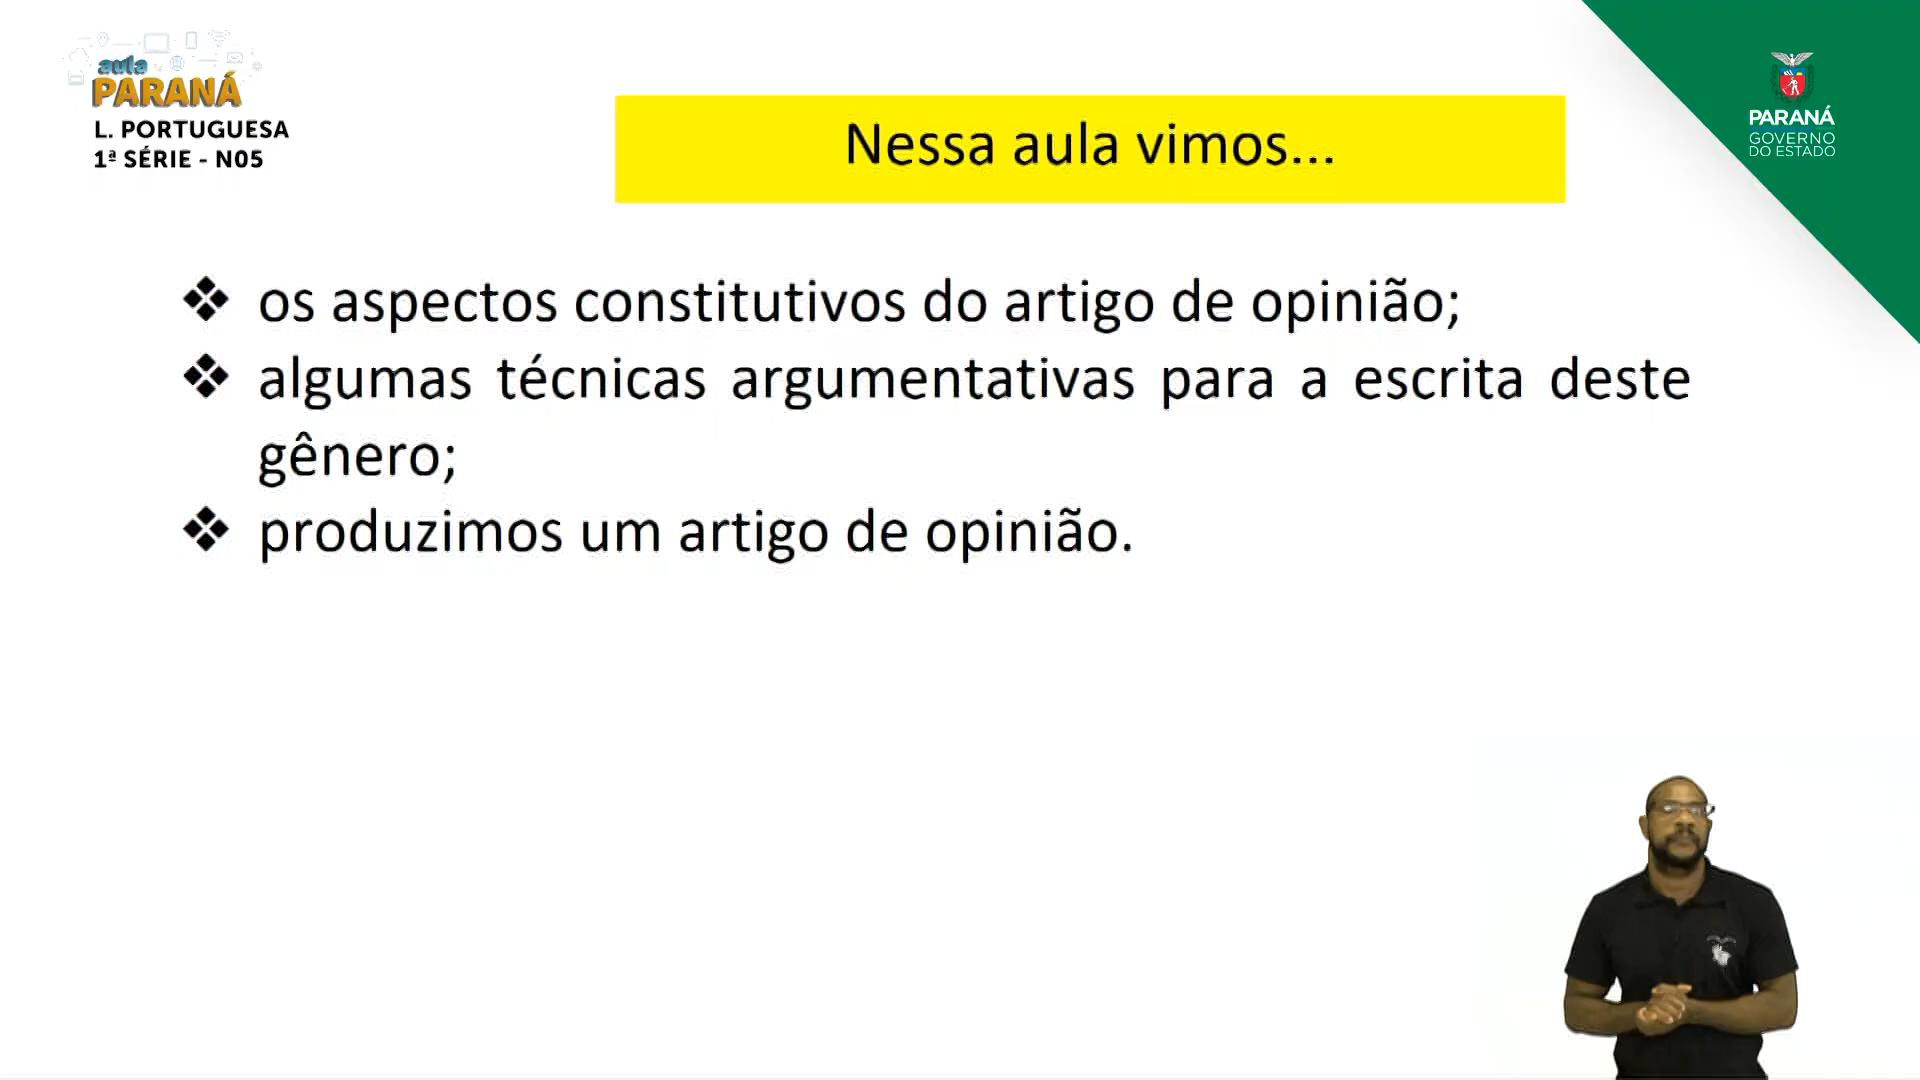 aula
PARANÁ
L. PORTUGUESA
1ª SÉRIE - N05
Nessa aula vimos...
PARANÁ
GOVERNO
DO ESTADO
❖ os aspectos constitutivos do artigo de opinião;
❖ algumas técnicas argumentativas para a escrita deste
gênero;
❖ produzimos um artigo de opinião.